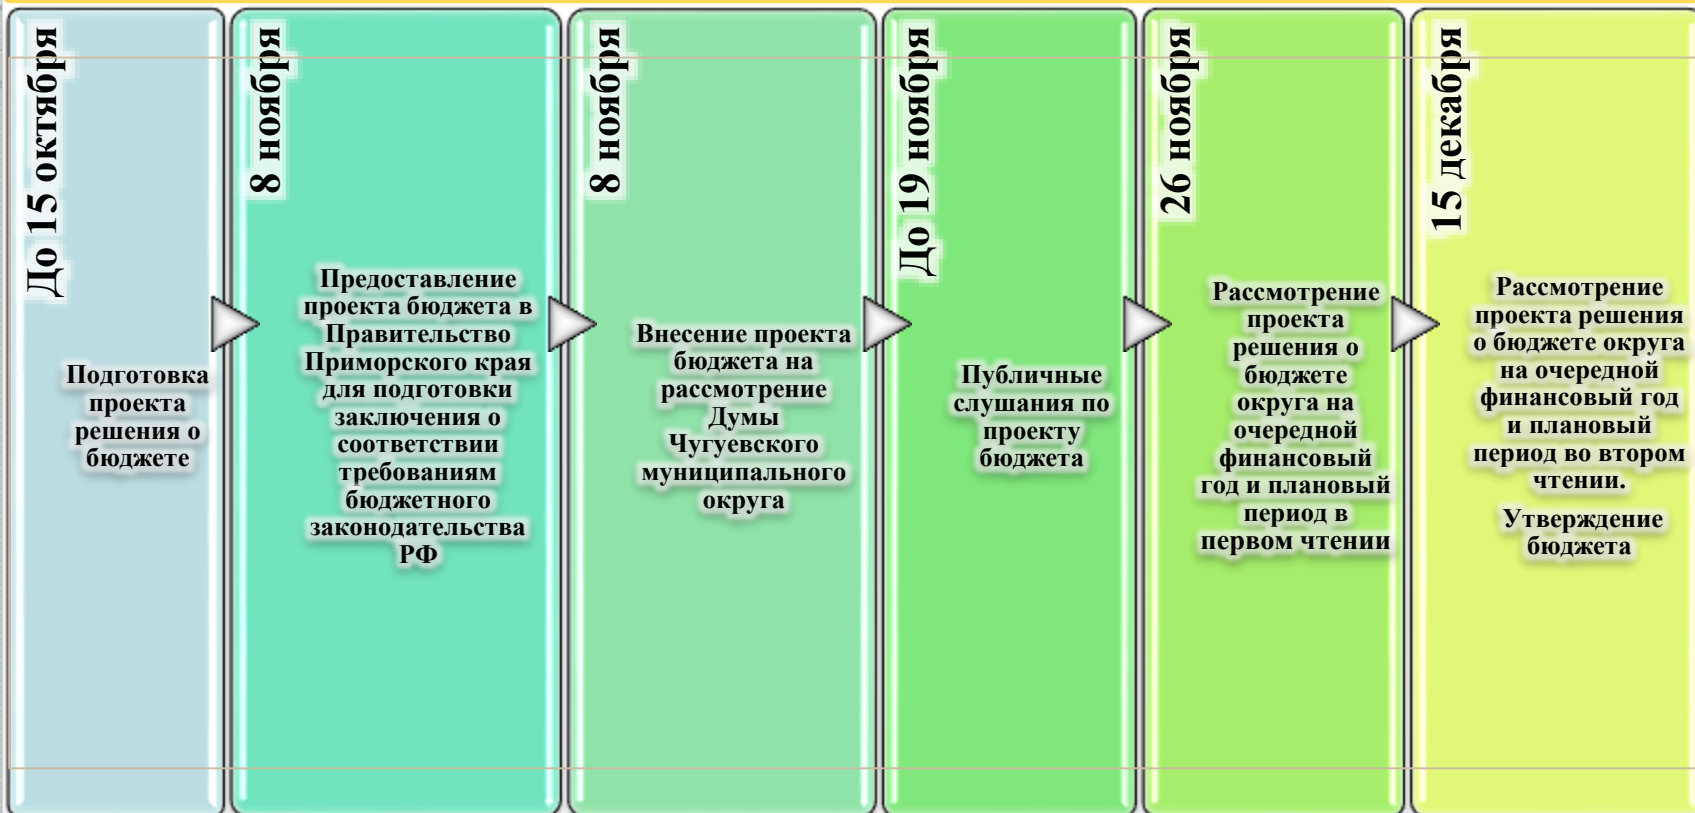 До 15 октября
Подготовка
проекта
решения о
бюджете
8 ноября
Предоставление
проекта бюджета в
Правительство
Приморского края
для подготовки
заключения о
соответствии
требованиям
бюджетного
законодательства
РФ
8 ноября
Внесение проекта
бюджета на
рассмотрение
Думы
Чугуевского
муниципального
округа
До 19 ноября
Публичные
слушания по
проекту
бюджета
26 ноября
Рассмотрение
проекта
решения о
бюджете
округа на
очередной
финансовый
год и плановый
период в
первом чтении
15 декабря
Рассмотрение
проекта решения
о бюджете округа
на очередной
финансовый год
и плановый
период во втором
чтении.
Утверждение
бюджета